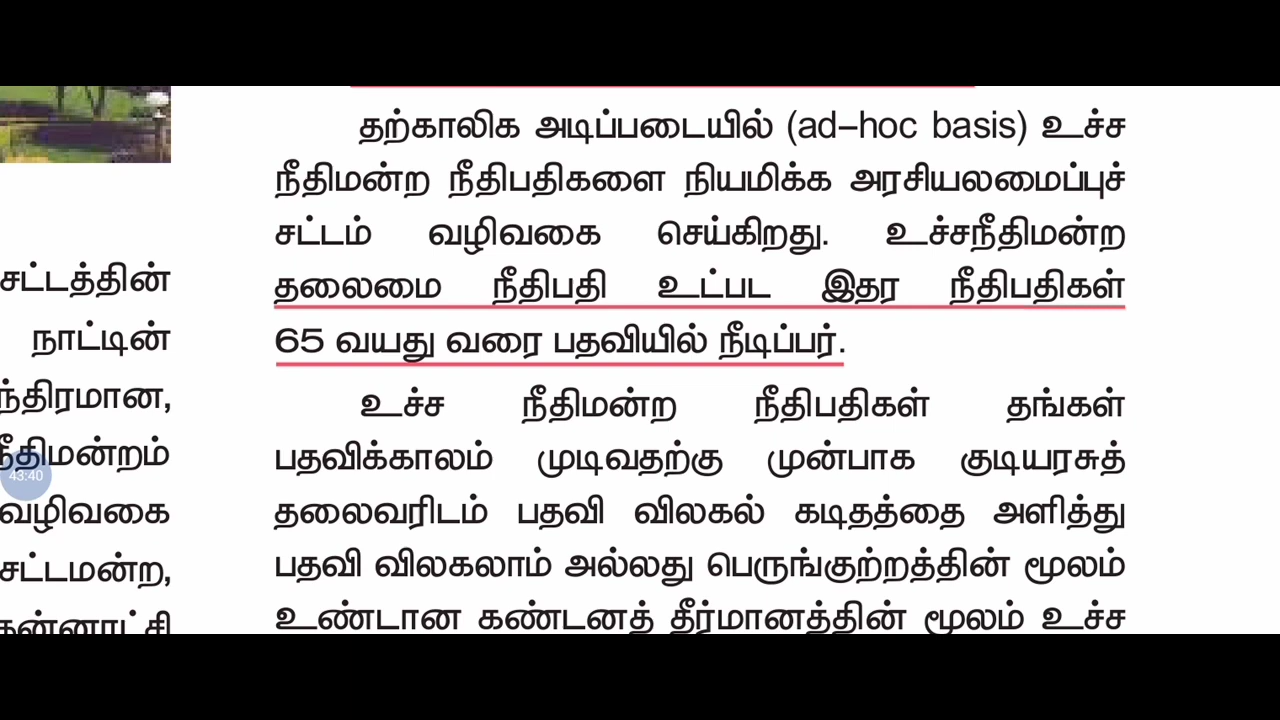 சட்டத்தின்
நாட்டின்
நீதிமன்றம்
43:40
வழிவகை
சட்டமன்ற,
தற்காலிக அடிப்படையில் (ad–hoc basis) உச்ச
நீதிமன்ற நீதிபதிகளை நியமிக்க அரசியலமைப்புச்
சட்டம் வழிவகை செய்கிறது. உச்சநீதிமன்ற
தலைமை நீதிபதி உட்பட இதர நீதிபதிகள்
65 வயது வரை பதவியில் நீடிப்பர்.
உச்ச நீதிமன்ற நீதிபதிகள் தங்கள்
பதவிக்காலம் முடிவதற்கு முன்பாக குடியரசுத்
தலைவரிடம் பதவி விலகல் கடிதத்தை அளித்து
பதவி விலகலாம் அல்லது பெருங்குற்றத்தின் மூலம்
உண்டான கண்டனத் தீர்மானத்தின் மூலம் உச்ச